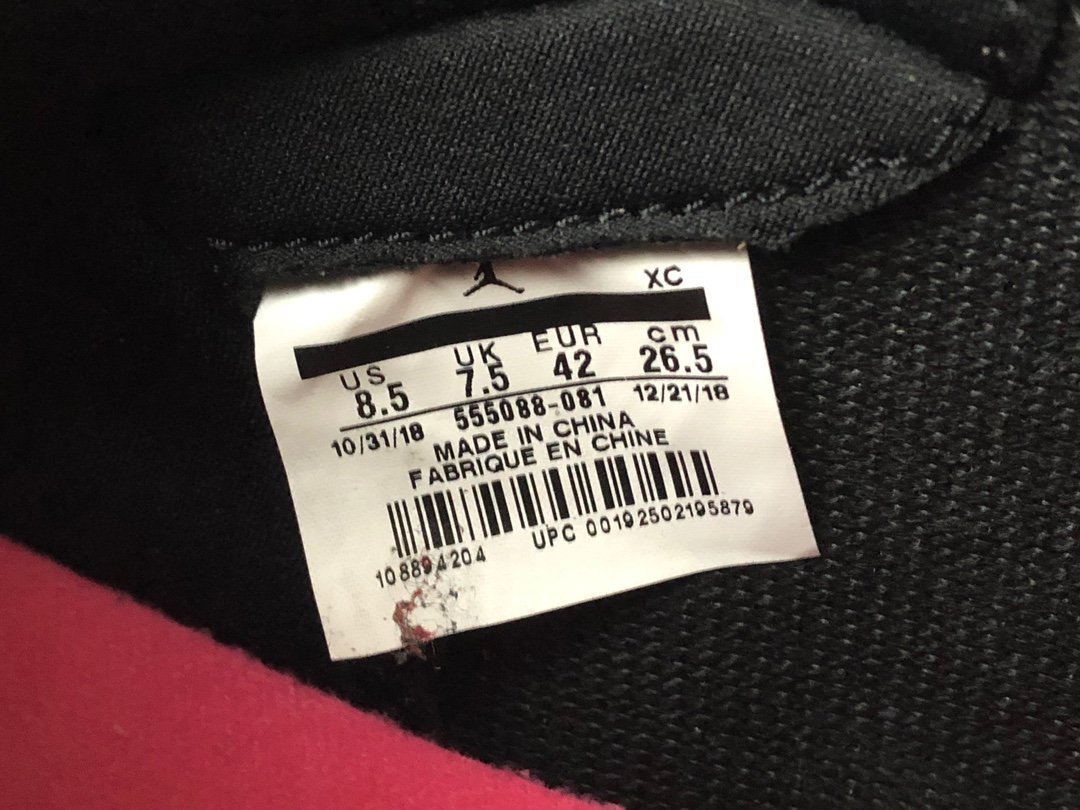 XC
US UK EUR cm
8.5 7.5 42 26.5
10/31/18 555088-081 12/21/18
MADE IN CHINA
FABRIQUE EN CHINE
108894204 UPC 00192502195879